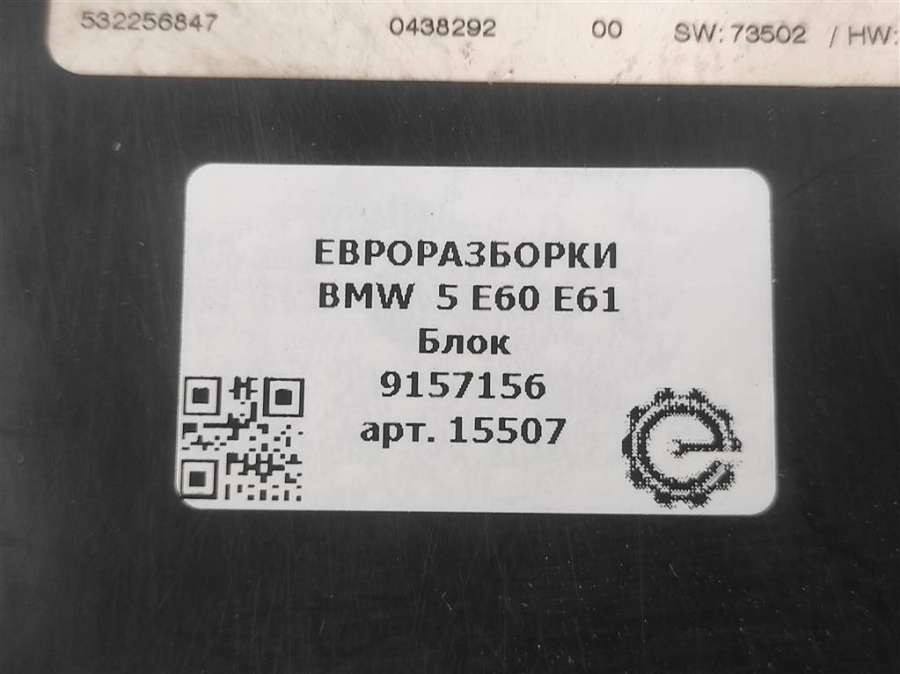 532256847 0438292 00 SW: 73502 / HW:
ЕВРОРАЗБОРКИ
BMW 5 E60 E61
Блок
9157156
арт. 15507